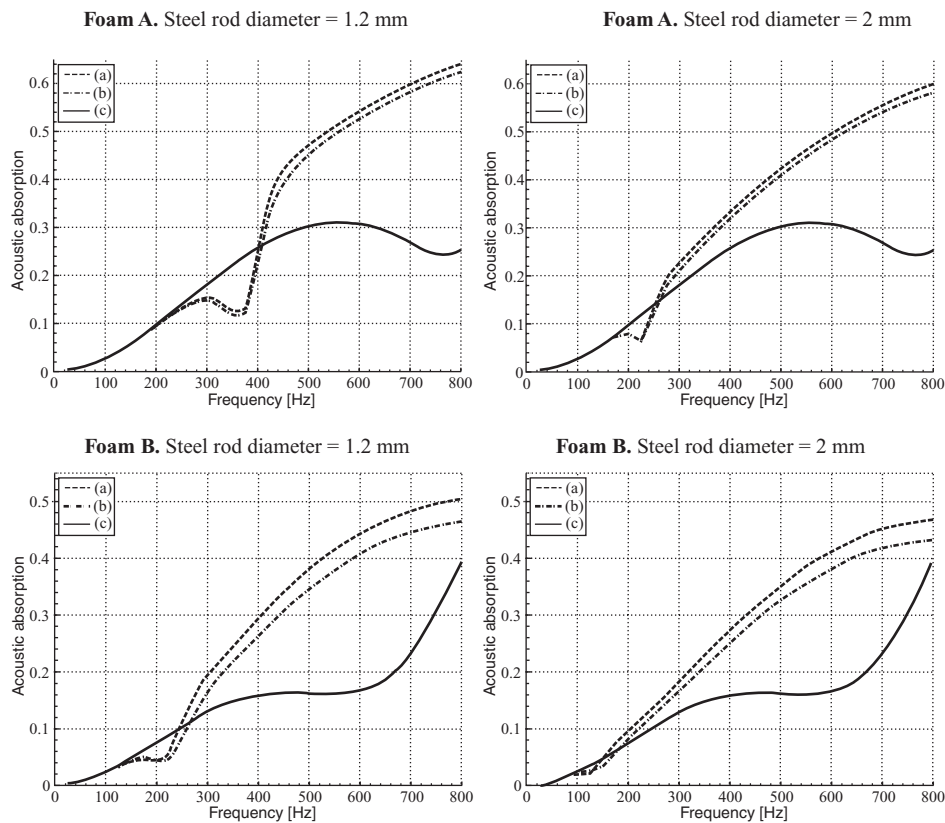 Foam A. Steel rod diameter = 1.2 mm
Acoustic absorption
0.6
0.5
0.4
0.3
0.2
0.1
0
(a)
(b)
(c)
0 100 200 300 400 500 600 700 800
Frequency [Hz]
Foam A. Steel rod diameter = 2 mm
Acoustic absorption
0.6
0.5
0.4
0.3
0.2
0.1
0
(a)
(b)
(c)
0 100 200 300 400 500 600 700 800
Frequency [Hz]
Foam B. Steel rod diameter = 1.2 mm
Acoustic absorption
0.5
0.4
0.3
0.2
0.1
0
(a)
(b)
(c)
0 100 200 300 400 500 600 700 800
Frequency [Hz]
Foam B. Steel rod diameter = 2 mm
Acoustic absorption
0.5
0.4
0.3
0.2
0.1
0
(a)
(b)
(c)
0 100 200 300 400 500 600 700 800
Frequency [Hz]